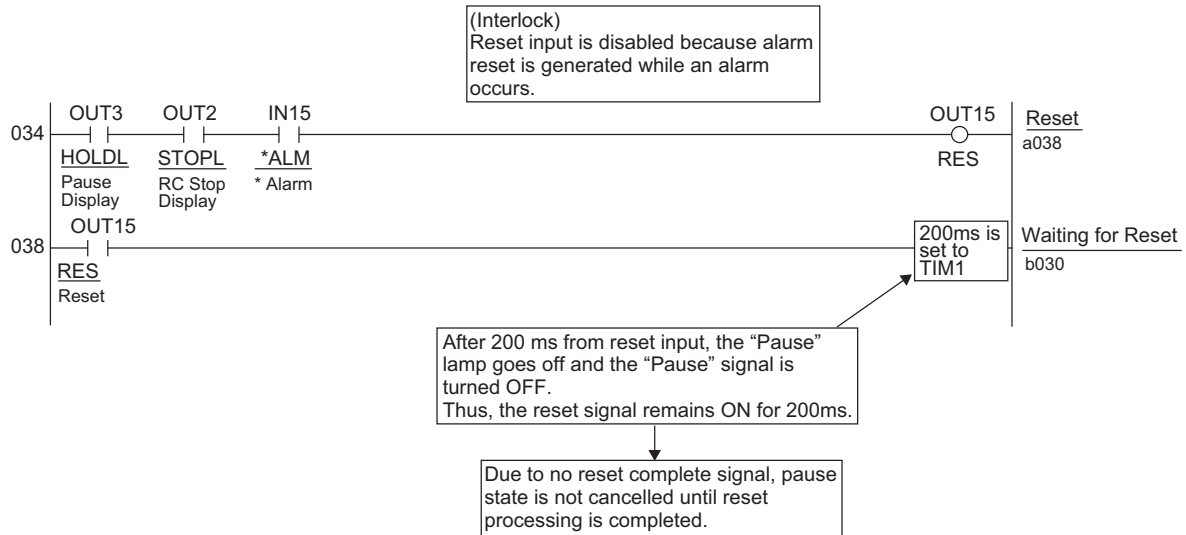 (Interlock)
Reset input is disabled because alarm
reset is generated while an alarm
occurs.
OUT3 OUT2 IN15 OUT15
034
HOLDL STOPL *ALM RES
Pause
Display
RC Stop
Display
* Alarm
Reset
a038
OUT15
038
RES
Reset
200ms is
set to
TIM1
Waiting for Reset
b030
After 200 ms from reset input, the “Pause”
lamp goes off and the “Pause” signal is
turned OFF.
Thus, the reset signal remains ON for 200ms.
Due to no reset complete signal, pause
state is not cancelled until reset
processing is completed.